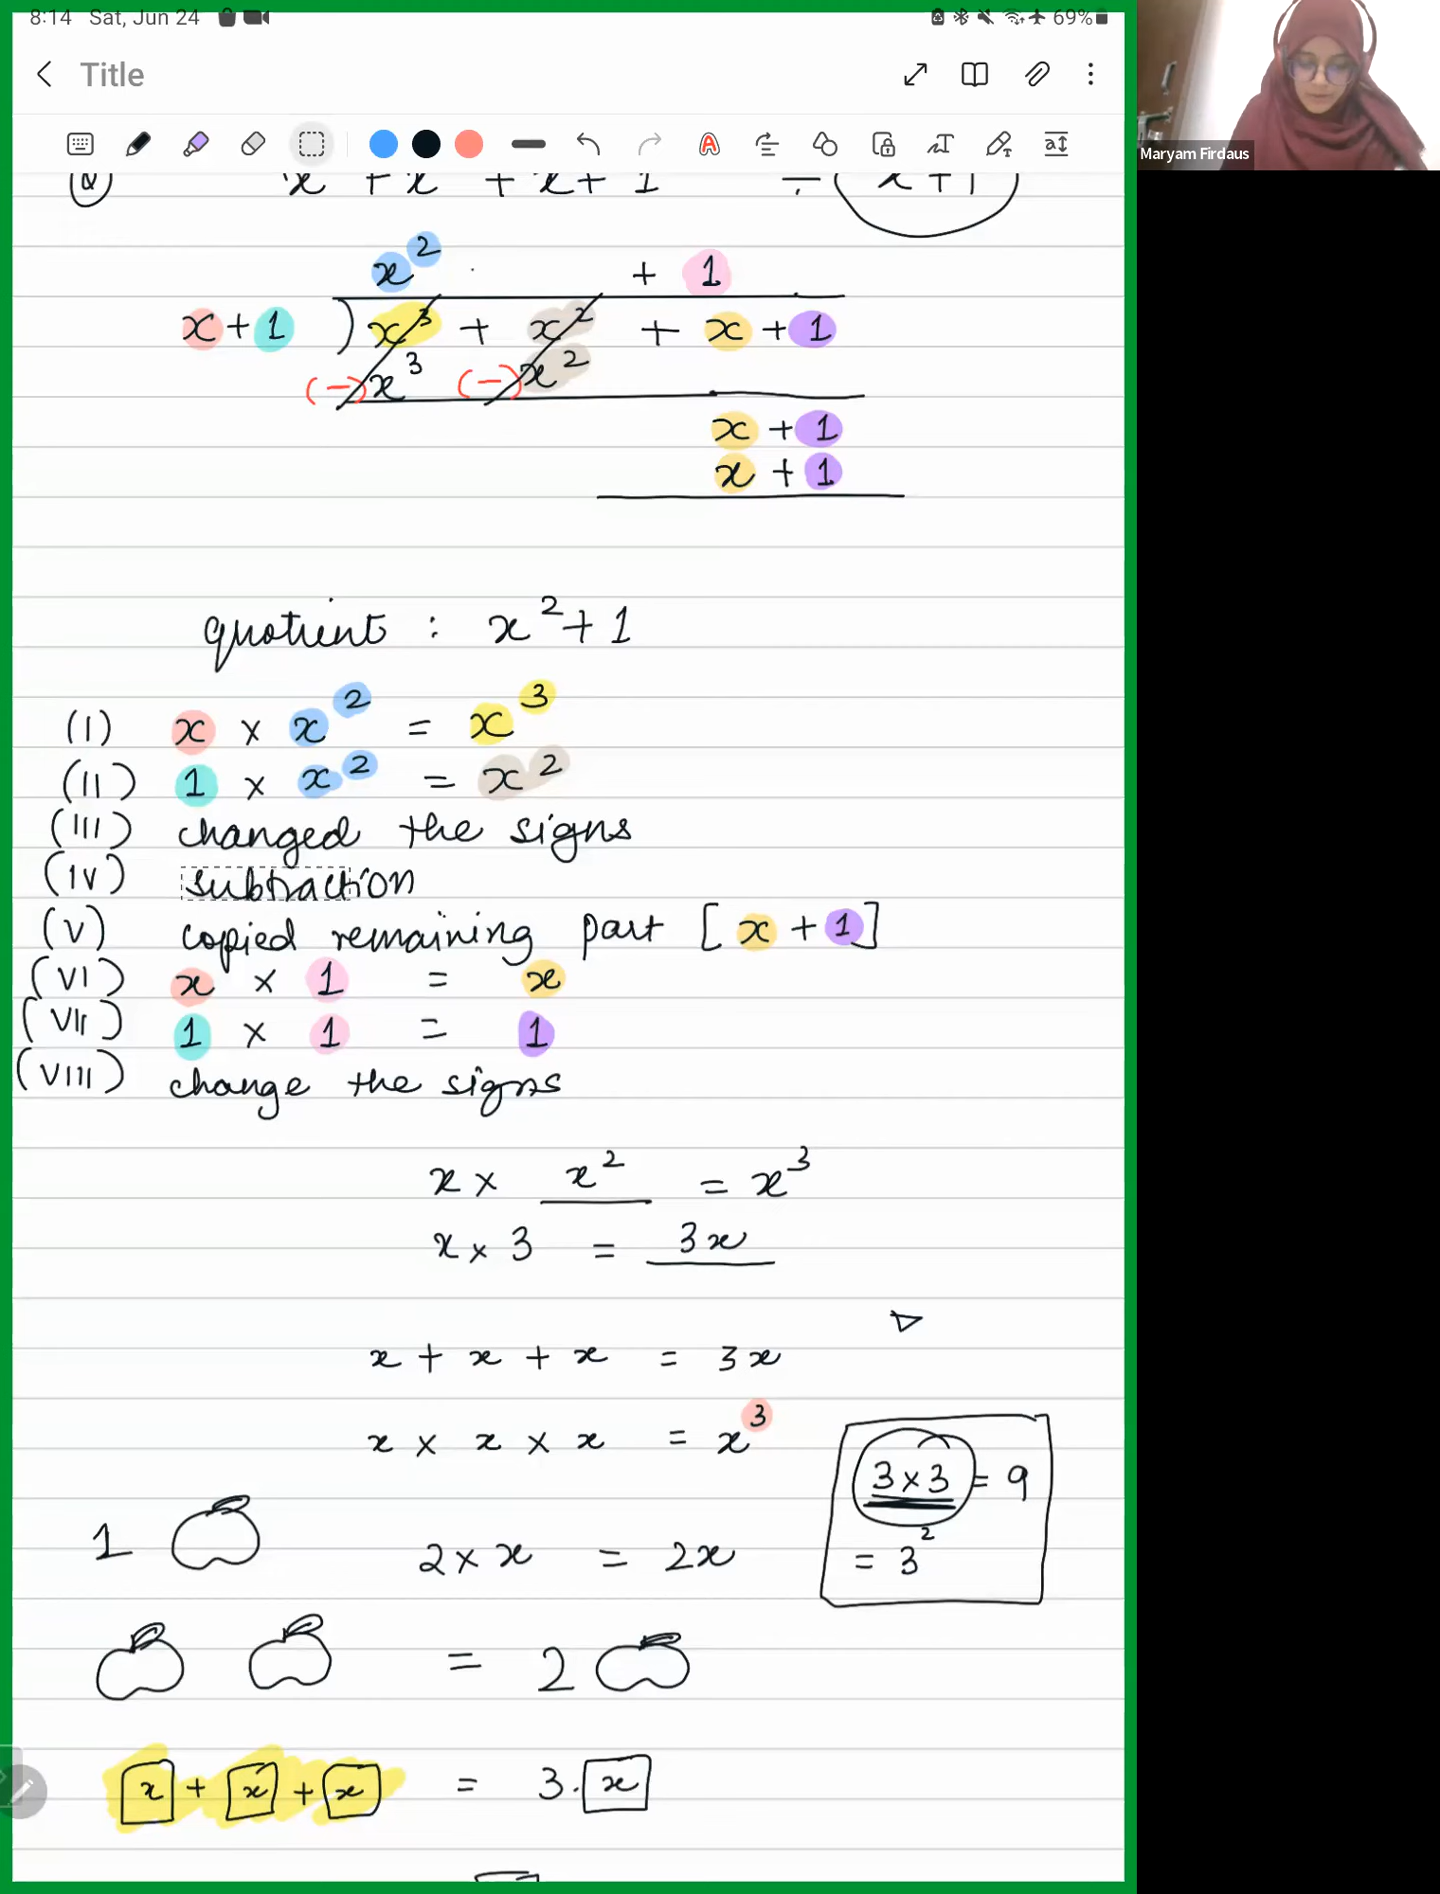 8:14 Sat, Jun 24 69%
Title
Maryam Firdaus
x + x + x + 1 ÷ (x + 1)
x² + 1
x + 1 ) x³ + x² + x + 1
(-) x³ (-) x²
x + 1
x + 1
quotient : x² + 1
(I) x × x² = x³
(II) 1 × x² = x²
(III) changed the signs
(IV) subtraction
(V) copied remaining part [x + 1]
(VI) x × 1 = x
(VII) 1 × 1 = 1
(VIII) change the signs
x × x² = x³
x × 3 = 3x
x + x + x = 3x
x × x × x = x³
3 × 3 = 9
= 3²
1
2 × x = 2x
= 2
x + x + x = 3 . x